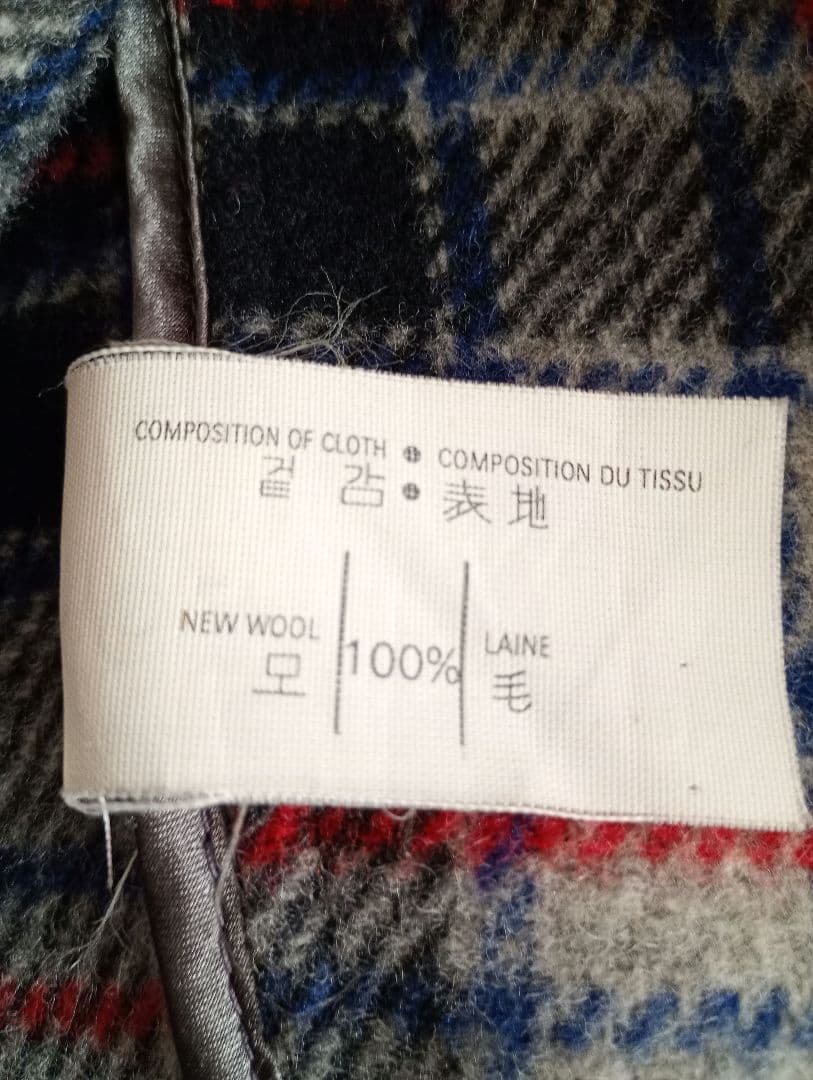 COMPOSITION OF CLOTH ● COMPOSITION DU TISSU
겉 감 ● 表地
NEW WOOL 100% LAINE
모 毛